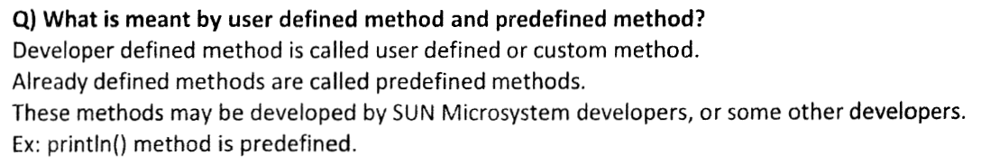 Q) What is meant by user defined method and predefined method?
Developer defined method is called user defined or custom method.
Already defined methods are called predefined methods.
These methods may be developed by SUN Microsystem developers, or some other developers.
Ex: println() method is predefined.